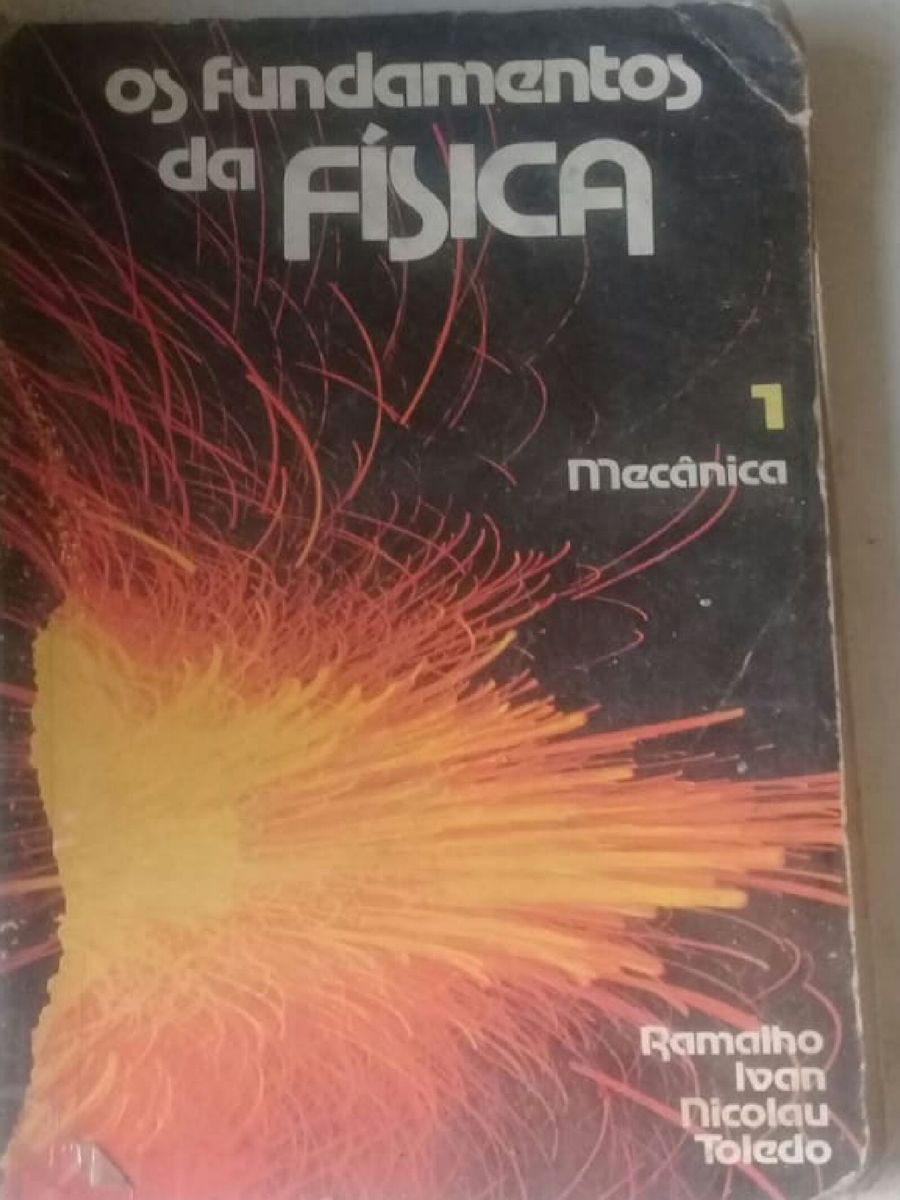 os fundamentos
da FÍSICA
1
mecânica
Ramalho
Ivan
Nicolau
Toledo